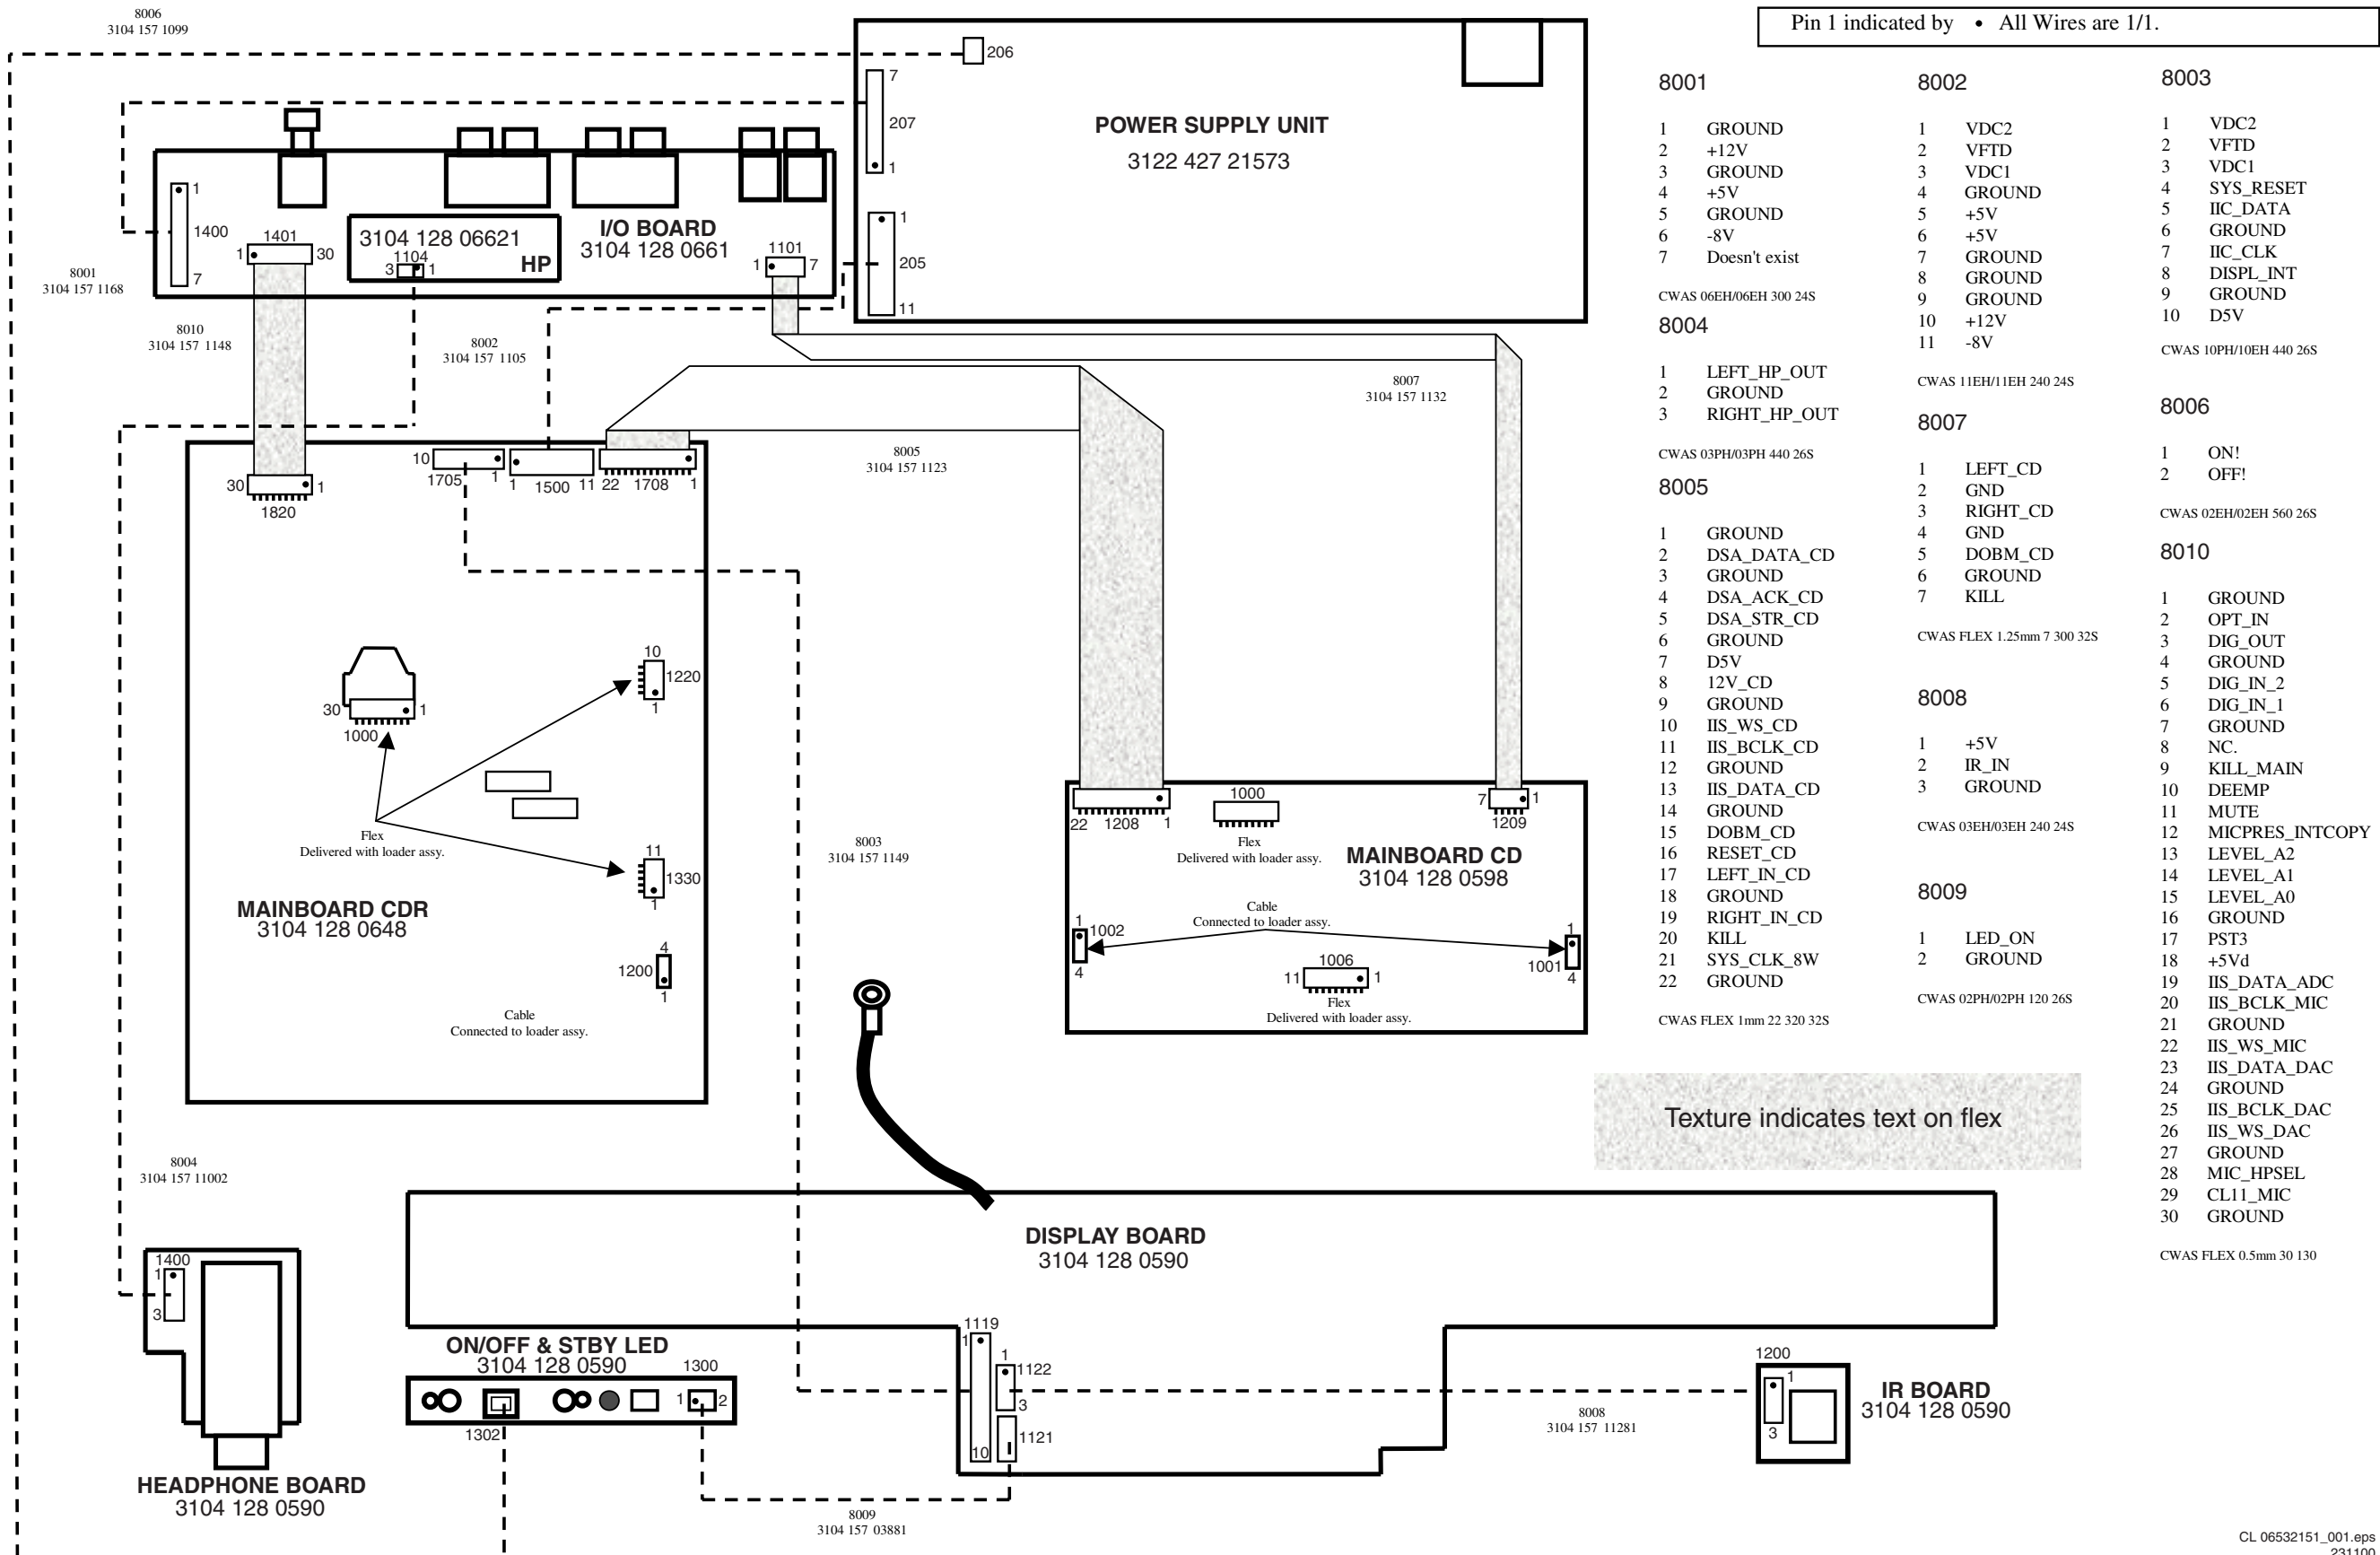 8006
3104 157 1099
Pin 1 indicated by • All Wires are 1/1.
206
7
207
1
POWER SUPPLY UNIT
3122 427 21573
1
205
11
1
1400
7
1401
1
30
3104 128 06621
1104
3
1
HP
I/O BOARD
3104 128 0661
1101
1
7
8001
3104 157 1168
8010
3104 157 1148
8002
3104 157 1105
8007
3104 157 1132
8005
3104 157 1123
10
1705
1
1
1500
11
22
1708
1
30
1
1820
10
1220
1
30
1
1000
Flex
Delivered with loader assy.
11
1330
1
MAINBOARD CDR
3104 128 0648
4
1200
1
Cable
Connected to loader assy.
8003
3104 157 1149
22
1208
1
1000
Flex
Delivered with loader assy.
7
1
1209
MAINBOARD CD
3104 128 0598
Cable
Connected to loader assy.
1
1002
4
1
1001
4
1006
11
1
Flex
Delivered with loader assy.
8004
3104 157 11002
DISPLAY BOARD
3104 128 0590
1400
1
3
HEADPHONE BOARD
3104 128 0590
ON/OFF & STBY LED
3104 128 0590
1300
1
2
1302
1119
1
10
1
1122
3
1121
8009
3104 157 03881
8008
3104 157 11281
1200
1
3
IR BOARD
3104 128 0590
8001
1 GROUND
2 +12V
3 GROUND
4 +5V
5 GROUND
6 -8V
7 Doesn't exist
CWAS 06EH/06EH 300 24S
8004
1 LEFT_HP_OUT
2 GROUND
3 RIGHT_HP_OUT
CWAS 03PH/03PH 440 26S
8005
1 GROUND
2 DSA_DATA_CD
3 GROUND
4 DSA_ACK_CD
5 DSA_STR_CD
6 GROUND
7 D5V
8 12V_CD
9 GROUND
10 IIS_WS_CD
11 IIS_BCLK_CD
12 GROUND
13 IIS_DATA_CD
14 GROUND
15 DOBM_CD
16 RESET_CD
17 LEFT_IN_CD
18 GROUND
19 RIGHT_IN_CD
20 KILL
21 SYS_CLK_8W
22 GROUND
CWAS FLEX 1mm 22 320 32S
8002
1 VDC2
2 VFTD
3 VDC1
4 GROUND
5 +5V
6 +5V
7 GROUND
8 GROUND
9 GROUND
10 +12V
11 -8V
CWAS 11EH/11EH 240 24S
8007
1 LEFT_CD
2 GND
3 RIGHT_CD
4 GND
5 DOBM_CD
6 GROUND
7 KILL
CWAS FLEX 1.25mm 7 300 32S
8008
1 +5V
2 IR_IN
3 GROUND
CWAS 03EH/03EH 240 24S
8009
1 LED_ON
2 GROUND
CWAS 02PH/02PH 120 26S
8003
1 VDC2
2 VFTD
3 VDC1
4 SYS_RESET
5 IIC_DATA
6 GROUND
7 IIC_CLK
8 DISPL_INT
9 GROUND
10 D5V
CWAS 10PH/10EH 440 26S
8006
1 ON!
2 OFF!
CWAS 02EH/02EH 560 26S
8010
1 GROUND
2 OPT_IN
3 DIG_OUT
4 GROUND
5 DIG_IN_2
6 DIG_IN_1
7 GROUND
8 NC.
9 KILL_MAIN
10 DEEMP
11 MUTE
12 MICPRES_INTCOPY
13 LEVEL_A2
14 LEVEL_A1
15 LEVEL_A0
16 GROUND
17 PST3
18 +5Vd
19 IIS_DATA_ADC
20 IIS_BCLK_MIC
21 GROUND
22 IIS_WS_MIC
23 IIS_DATA_DAC
24 GROUND
25 IIS_BCLK_DAC
26 IIS_WS_DAC
27 GROUND
28 MIC_HPSEL
29 CL11_MIC
30 GROUND
CWAS FLEX 0.5mm 30 130
Texture indicates text on flex
CL 06532151_001.eps
231100